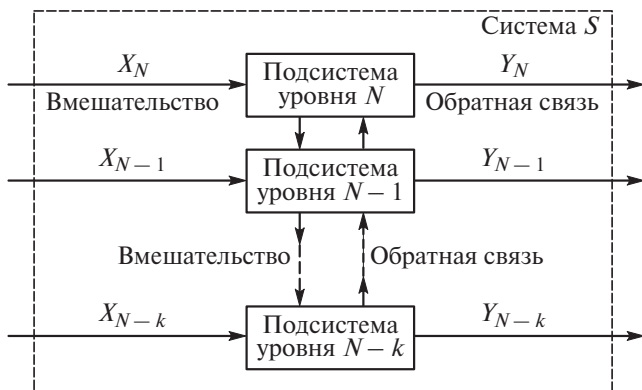 Система S
X_N
Y_N
Подсистема
уровня N
Вмешательство
Обратная связь
X_{N-1}
Y_{N-1}
Подсистема
уровня N-1
Вмешательство
Обратная связь
X_{N-k}
Y_{N-k}
Подсистема
уровня N-k